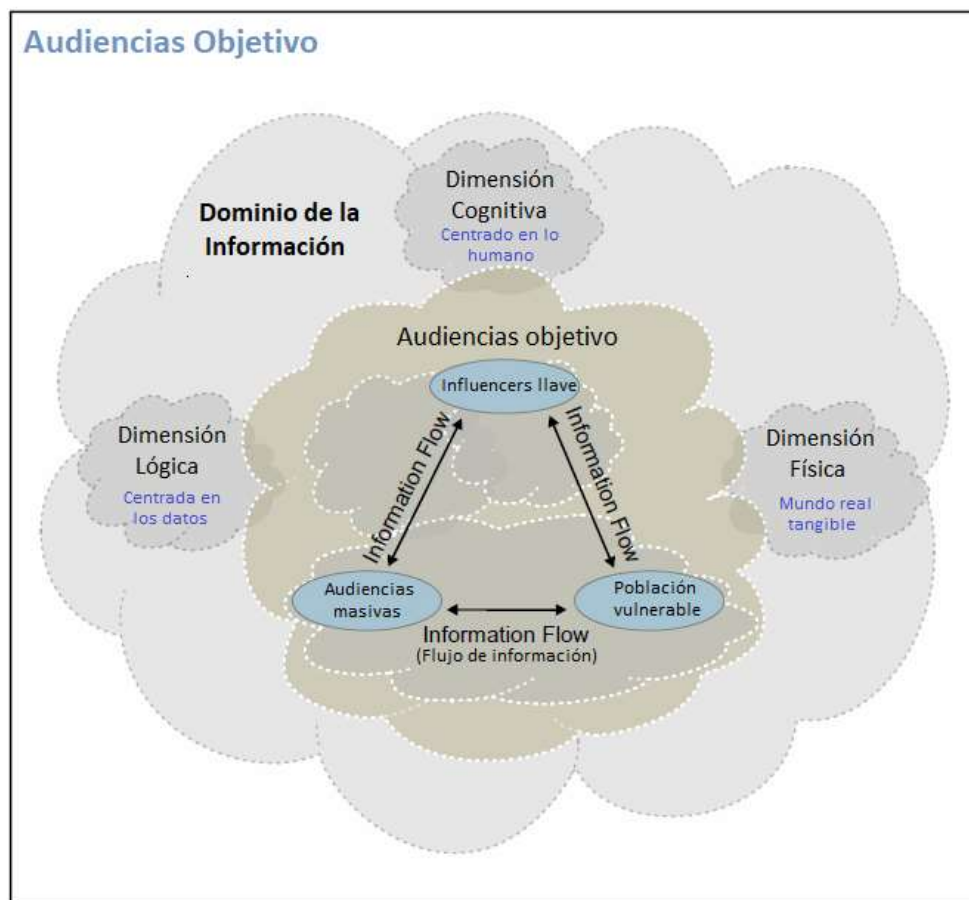 Audiencias Objetivo
Dimensión
Cognitiva
Centrado en lo
humano
Dominio de la
Información
Audiencias objetivo
Influencers llave
Information Flow
Information Flow
Dimensión
Lógica
Centrada en
los datos
Dimensión
Física
Mundo real
tangible
Audiencias
masivas
Población
vulnerable
Information Flow
(Flujo de información)